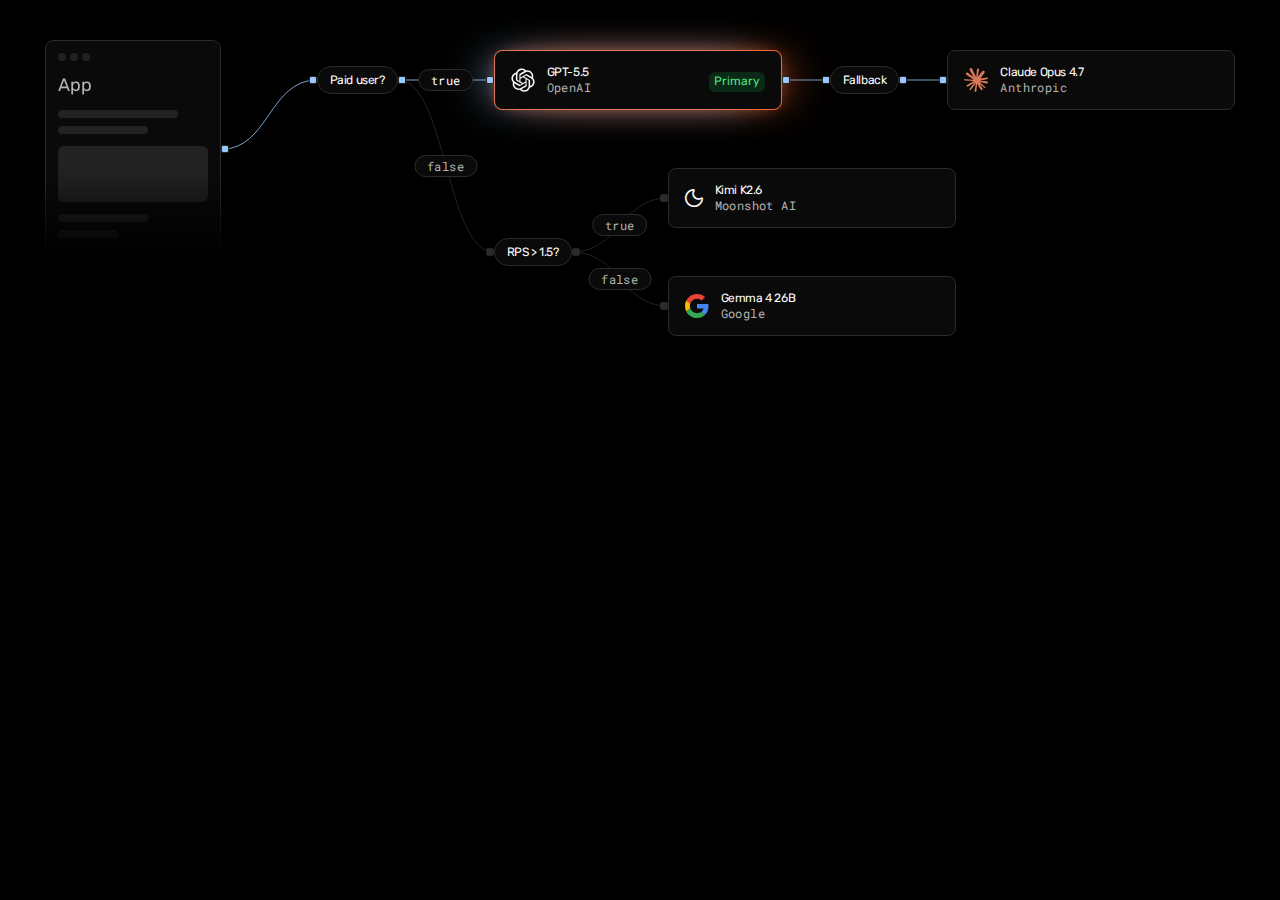 App
Paid user?
true
GPT-5.5
OpenAI
Primary
Fallback
Claude Opus 4.7
Anthropic
false
Kimi K2.6
Moonshot AI
true
RPS > 1.5?
false
Gemma 4 26B
Google